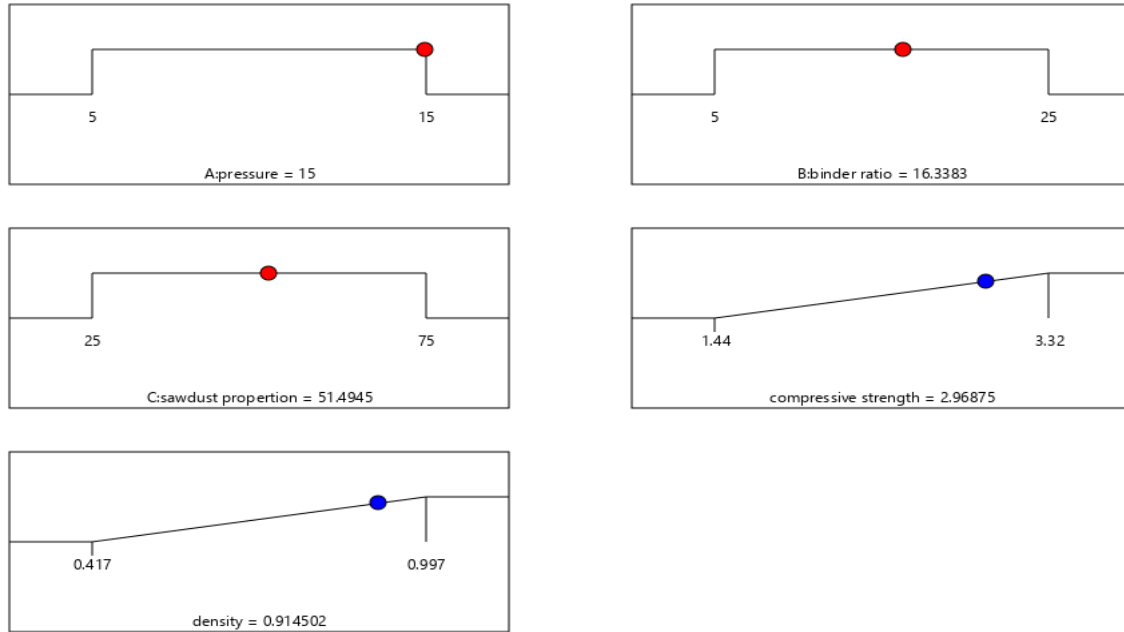 5 15
A:pressure = 15
5 25
B:binder ratio = 16.3383
25 75
C:sawdust propertion = 51.4945
1.44 3.32
compressive strength = 2.96875
0.417 0.997
density = 0.914502